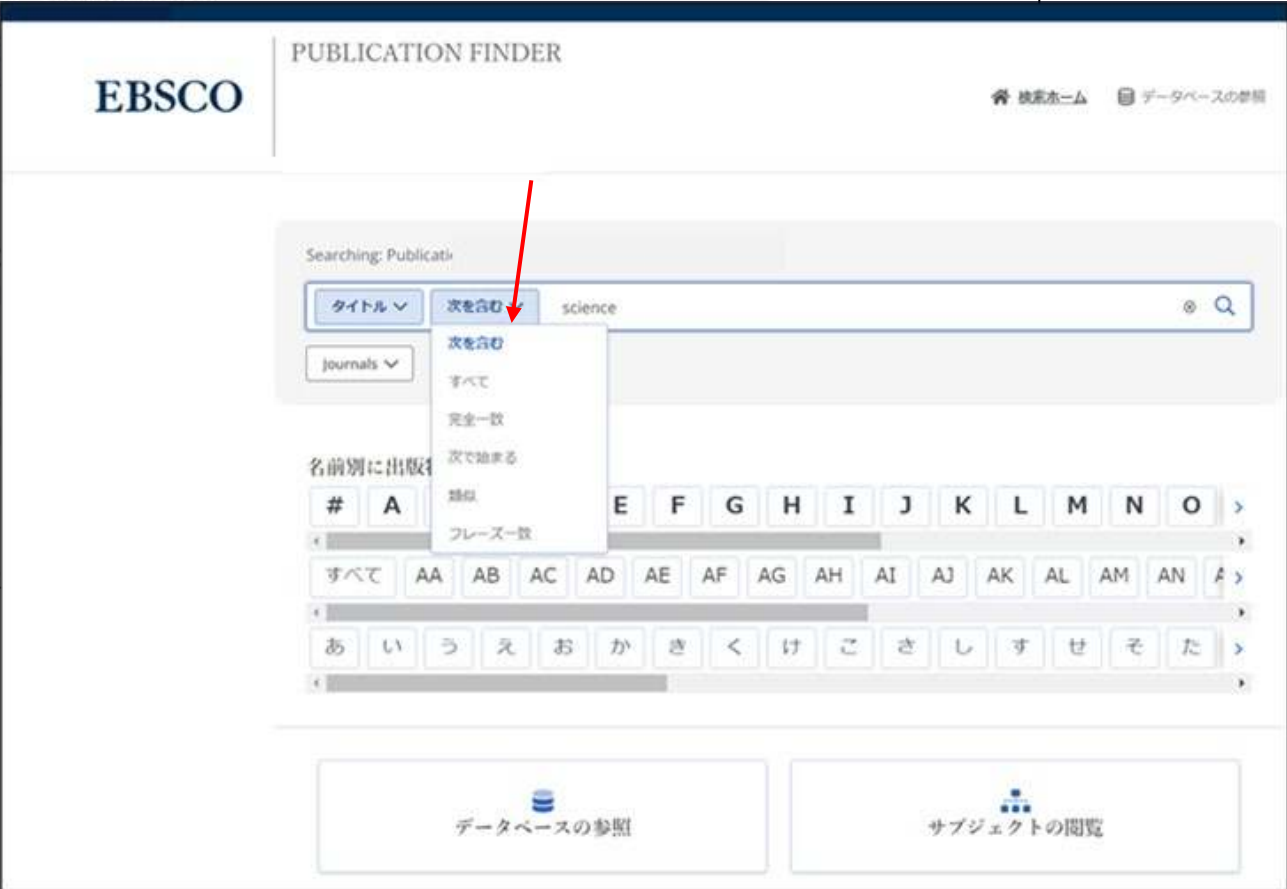 PUBLICATION FINDER
EBSCO
検索ホーム データベースの参照
Searching: Publicati
タイトル 次を含む science
次を含む
Journals
すべて
完全一致
次で始まる
名前別に出版
類似
# A E F G H I J K L M N O
フレーズ一致
すべて AA AB AC AD AE AF AG AH AI AJ AK AL AM AN
あ い う え お か き く け こ さ し す せ そ た
データベースの参照 サブジェクトの閲覧